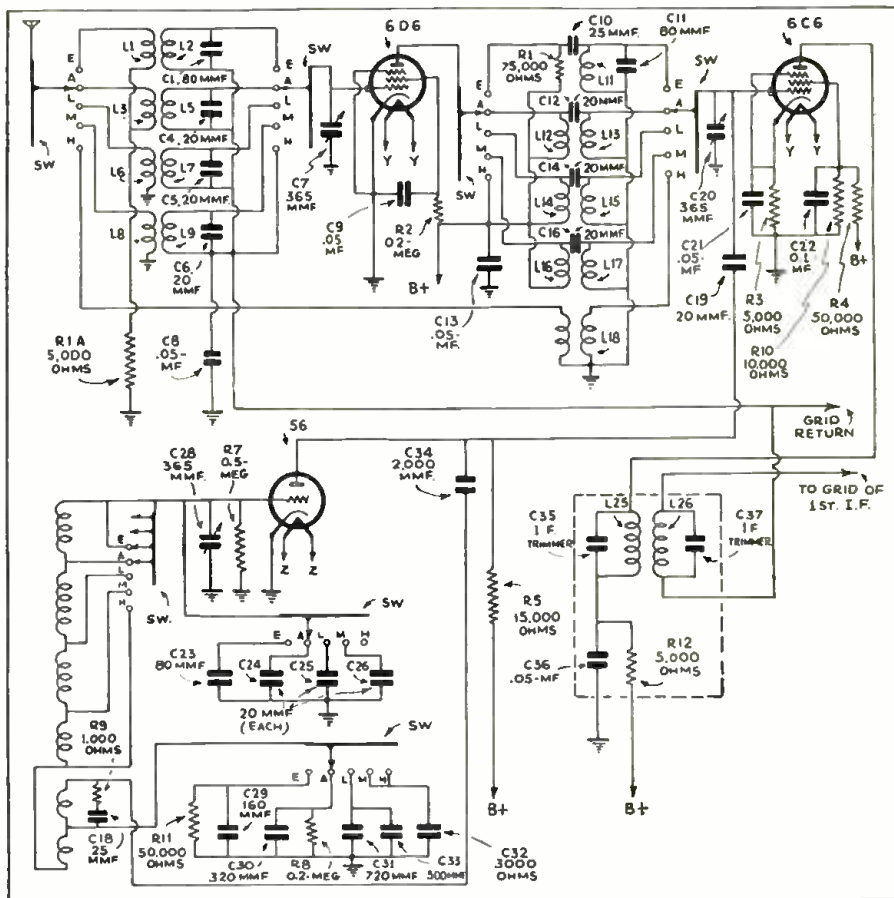 6D6
C10
25 MMF.
C11
80 MMF
6C6
SW
E
A
L
M
H
L1
L2
C1, 80 MMF
L3
L5
C4, 20 MMF
L6
L7
C5, 20 MMF
L8
L9
C6
20
MMF
E
A
L
M
H
SW
C7
365
MMF
Y
Y
C9
.05
MF
R2
0.2-
MEG
B+
SW
R1
75,000
OHMS
E
A
L
M
H
L11
C12
20 MMF
L12
L13
C14
20 MMF
L14
L15
C16
20 MMF
L16
L17
L18
C13
.05-
MF.
E
A
L
M
H
SW
C20
365
MMF
Y
Y
C21
.05-
MF
C22
0.1
MF
B+
C19
20 MMF.
R3
5,000
OHMS
R4
50,000
OHMS
R10
10,000
OHMS
SW
R1A
5,000
OHMS
C8
.05-
MF
GRID
RETURN
56
C28
365
MMF.
R7
0.5-
MEG
C34
2,000
MMF.
TO GRID OF
1ST. I.F.
L25
L26
C35
I F
TRIMMER
C37
I F
TRIMMER
Z
Z
E
A
L
M
H
SW.
SW
E
A
L
M
H
C23
80 MMF
C24
C25
C26
20 MMF
(EACH)
R5
15,000
OHMS
C36
.05-MF
R12
5,000
OHMS
R9
1,000
OHMS
SW
E
A
L
M
H
C18
25
MMF
R11
50,000
OHMS
C29
160
MMF
C30
320 MMF
R8
0.2-MEG
C31
720 MMF
C33
500 MMF
C32
3000
OHMS
B+
B+